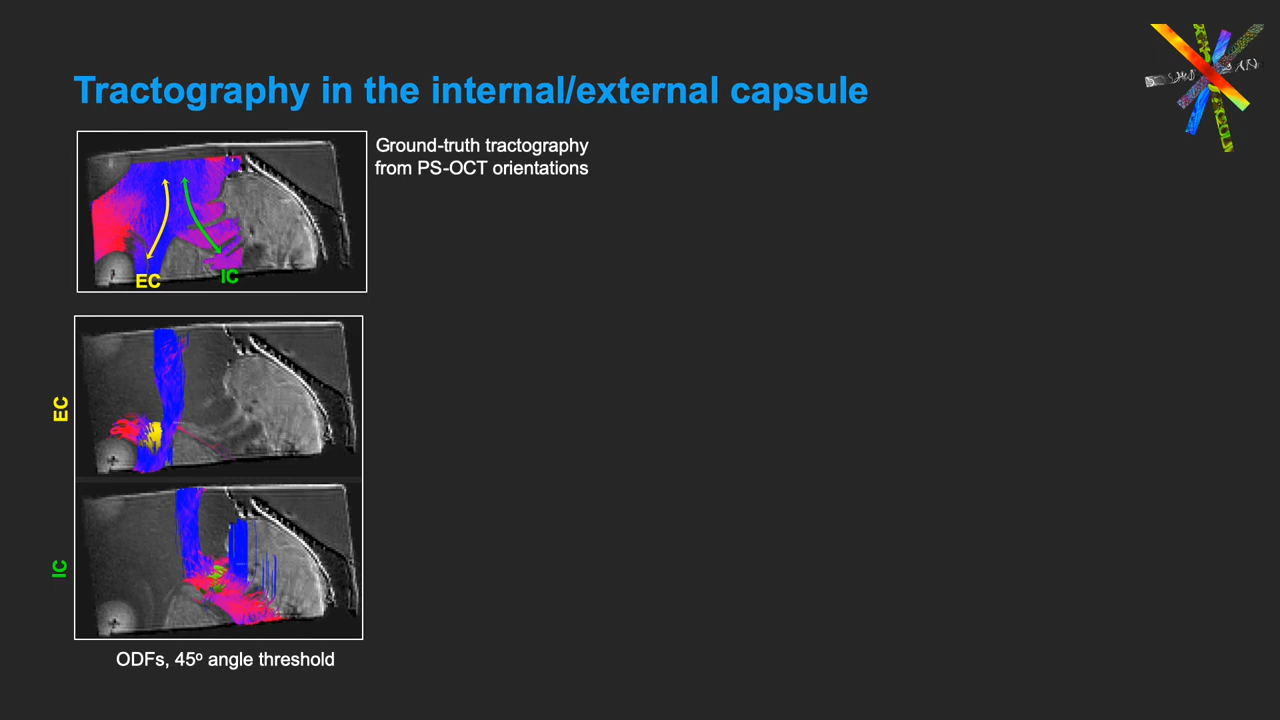 Tractography in the internal/external capsule
Ground-truth tractography
from PS-OCT orientations
EC
IC
EC
IC
ODFs, 45º angle threshold